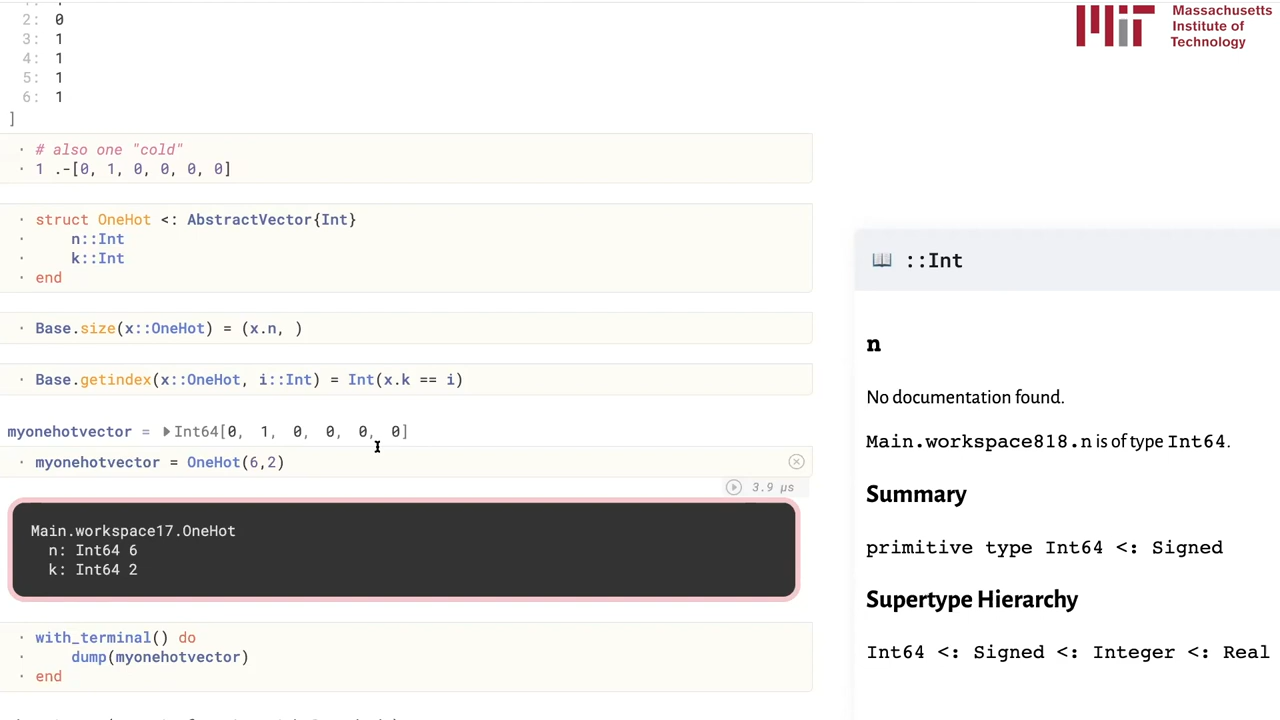 2: 0
3: 1
4: 1
5: 1
6: 1
]
# also one "cold"
1 .-[0, 1, 0, 0, 0, 0]
struct OneHot <: AbstractVector{Int}
n::Int
k::Int
end
Base.size(x::OneHot) = (x.n, )
Base.getindex(x::OneHot, i::Int) = Int(x.k == i)
myonehotvector = Int64[0, 1, 0, 0, 0, 0]
myonehotvector = OneHot(6,2)
3.9 μs
Main.workspace17.OneHot
n: Int64 6
k: Int64 2
with_terminal() do
dump(myonehotvector)
end
MIT Massachusetts
Institute of
Technology
::Int
n
No documentation found.
Main.workspace818.n is of type Int64.
Summary
primitive type Int64 <: Signed
Supertype Hierarchy
Int64 <: Signed <: Integer <: Real